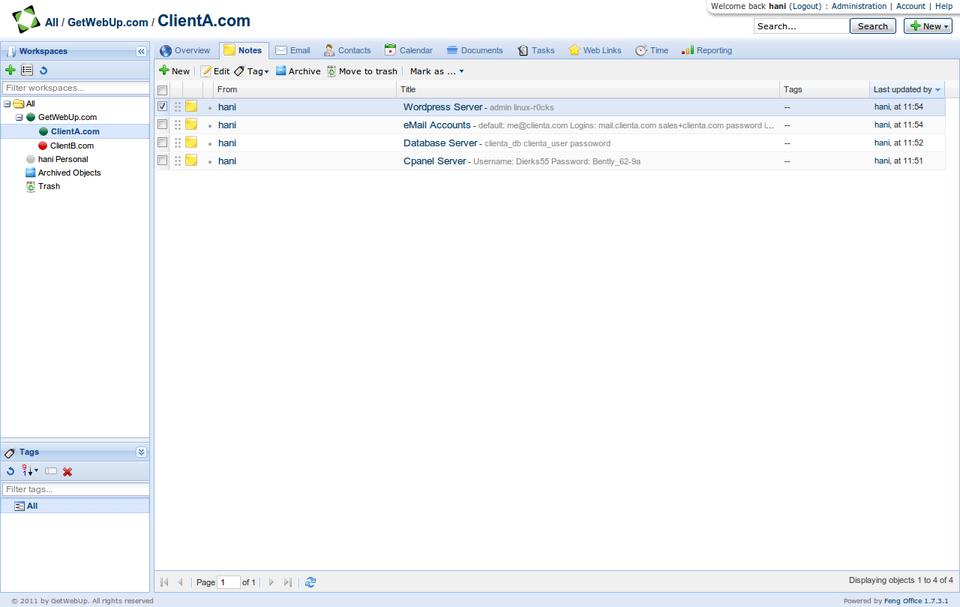 Welcome back hani (Logout) : Administration | Account | Help
All / GetWebUp.com / ClientA.com
Search...
Search
New
Workspaces
Overview
Notes
Email
Contacts
Calendar
Documents
Tasks
Web Links
Time
Reporting
New
Edit
Tag
Archive
Move to trash
Mark as ...
Filter workspaces...
All
GetWebUp.com
ClientA.com
ClientB.com
hani Personal
Archived Objects
Trash
From Title Tags Last updated by
hani Wordpress Server - admin linux-r0cks -- hani, at 11:54
hani eMail Accounts - default: me@clienta.com Logins: mail.clienta.com sales+clienta.com password i... -- hani, at 11:54
hani Database Server - clienta_db clienta_user passoword -- hani, at 11:52
hani Cpanel Server - Username: Dierks55 Password: Bently_62-9a -- hani, at 11:51
Tags
Filter tags...
All
Page 1 of 1
Displaying objects 1 to 4 of 4
© 2011 by GetWebUp. All rights reserved
Powered by Feng Office 1.7.3.1